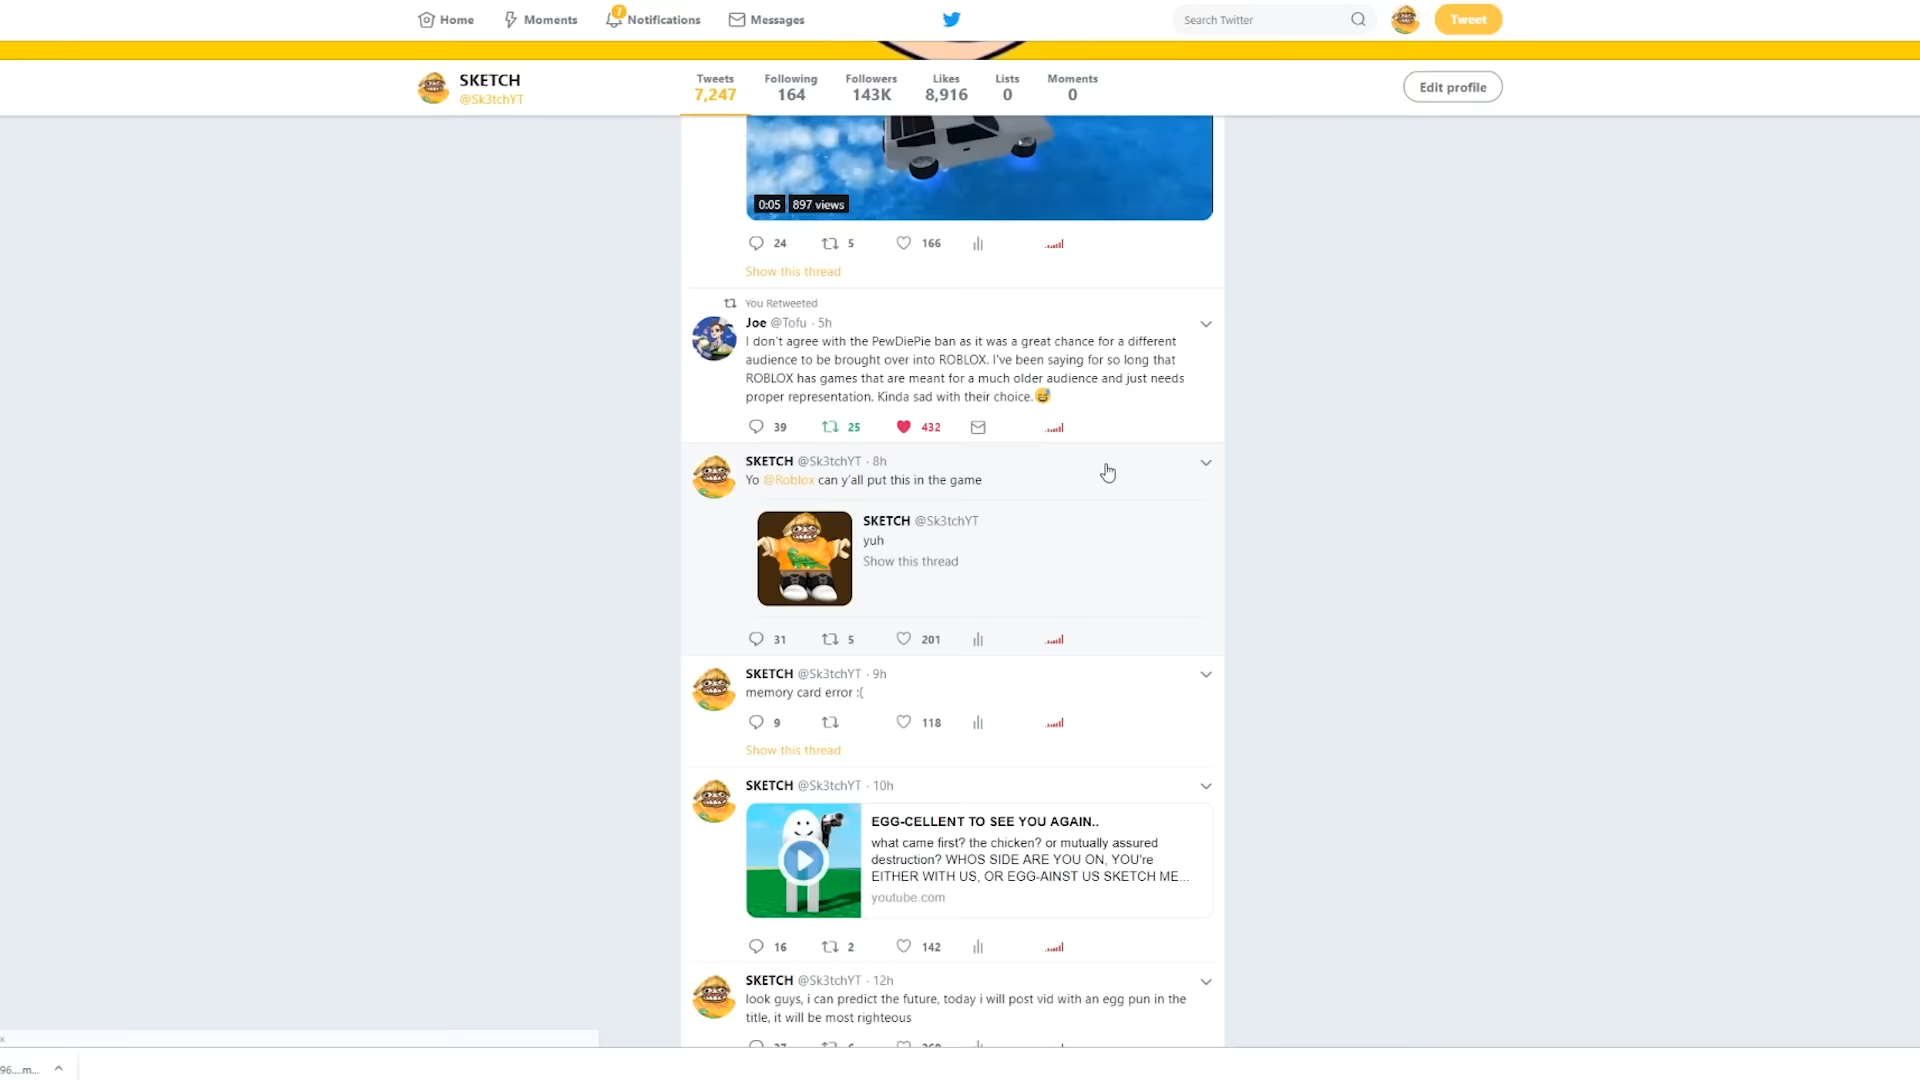 Home
Moments
7
Notifications
Messages
Search Twitter
Tweet
SKETCH
@Sk3tchYT
Tweets
7,247
Following
164
Followers
143K
Likes
8,916
Lists
0
Moments
0
Edit profile
0:05 897 views
24 5 166
Show this thread
You Retweeted
Joe @Tofu · 5h
I don't agree with the PewDiePie ban as it was a great chance for a different
audience to be brought over into ROBLOX. I've been saying for so long that
ROBLOX has games that are meant for a much older audience and just needs
proper representation. Kinda sad with their choice.😅
39 25 432
SKETCH @Sk3tchYT · 8h
Yo @Roblox can y'all put this in the game
SKETCH @Sk3tchYT
yuh
Show this thread
31 5 201
SKETCH @Sk3tchYT · 9h
memory card error :(
9 118
Show this thread
SKETCH @Sk3tchYT · 10h
EGG-CELLENT TO SEE YOU AGAIN..
what came first? the chicken? or mutually assured
destruction? WHOS SIDE ARE YOU ON, YOU're
EITHER WITH US, OR EGG-AINST US SKETCH ME...
youtube.com
16 2 142
SKETCH @Sk3tchYT · 12h
look guys, i can predict the future, today i will post vid with an egg pun in the
title, it will be most righteous
96....m...